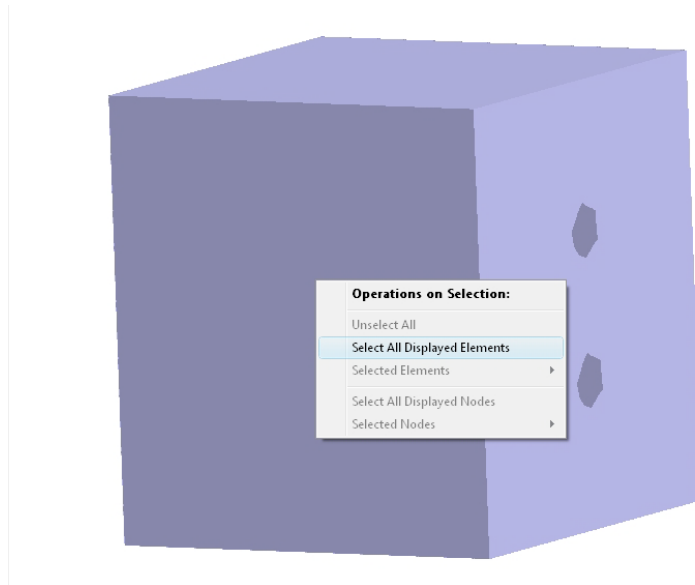 Operations on Selection:
Unselect All
Select All Displayed Elements
Selected Elements
Select All Displayed Nodes
Selected Nodes